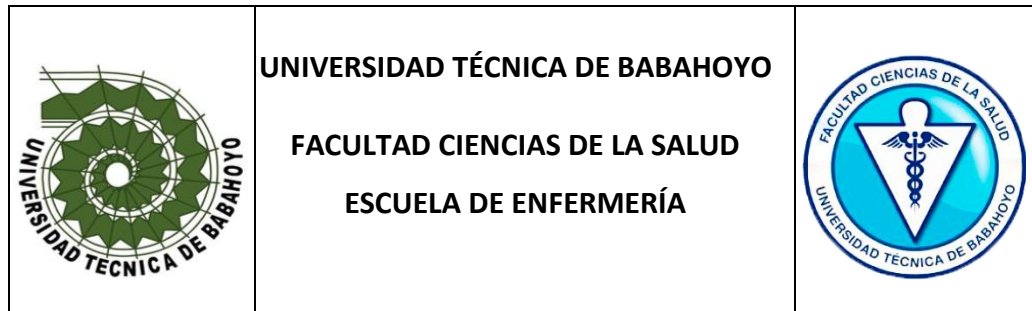 UNIVERSIDAD TECNICA DE BABAHOYO
UNIVERSIDAD TÉCNICA DE BABAHOYO
FACULTAD CIENCIAS DE LA SALUD
ESCUELA DE ENFERMERÍA
FACULTAD CIENCIAS DE LA SALUD
UNIVERSIDAD TÉCNICA DE BABAHOYO